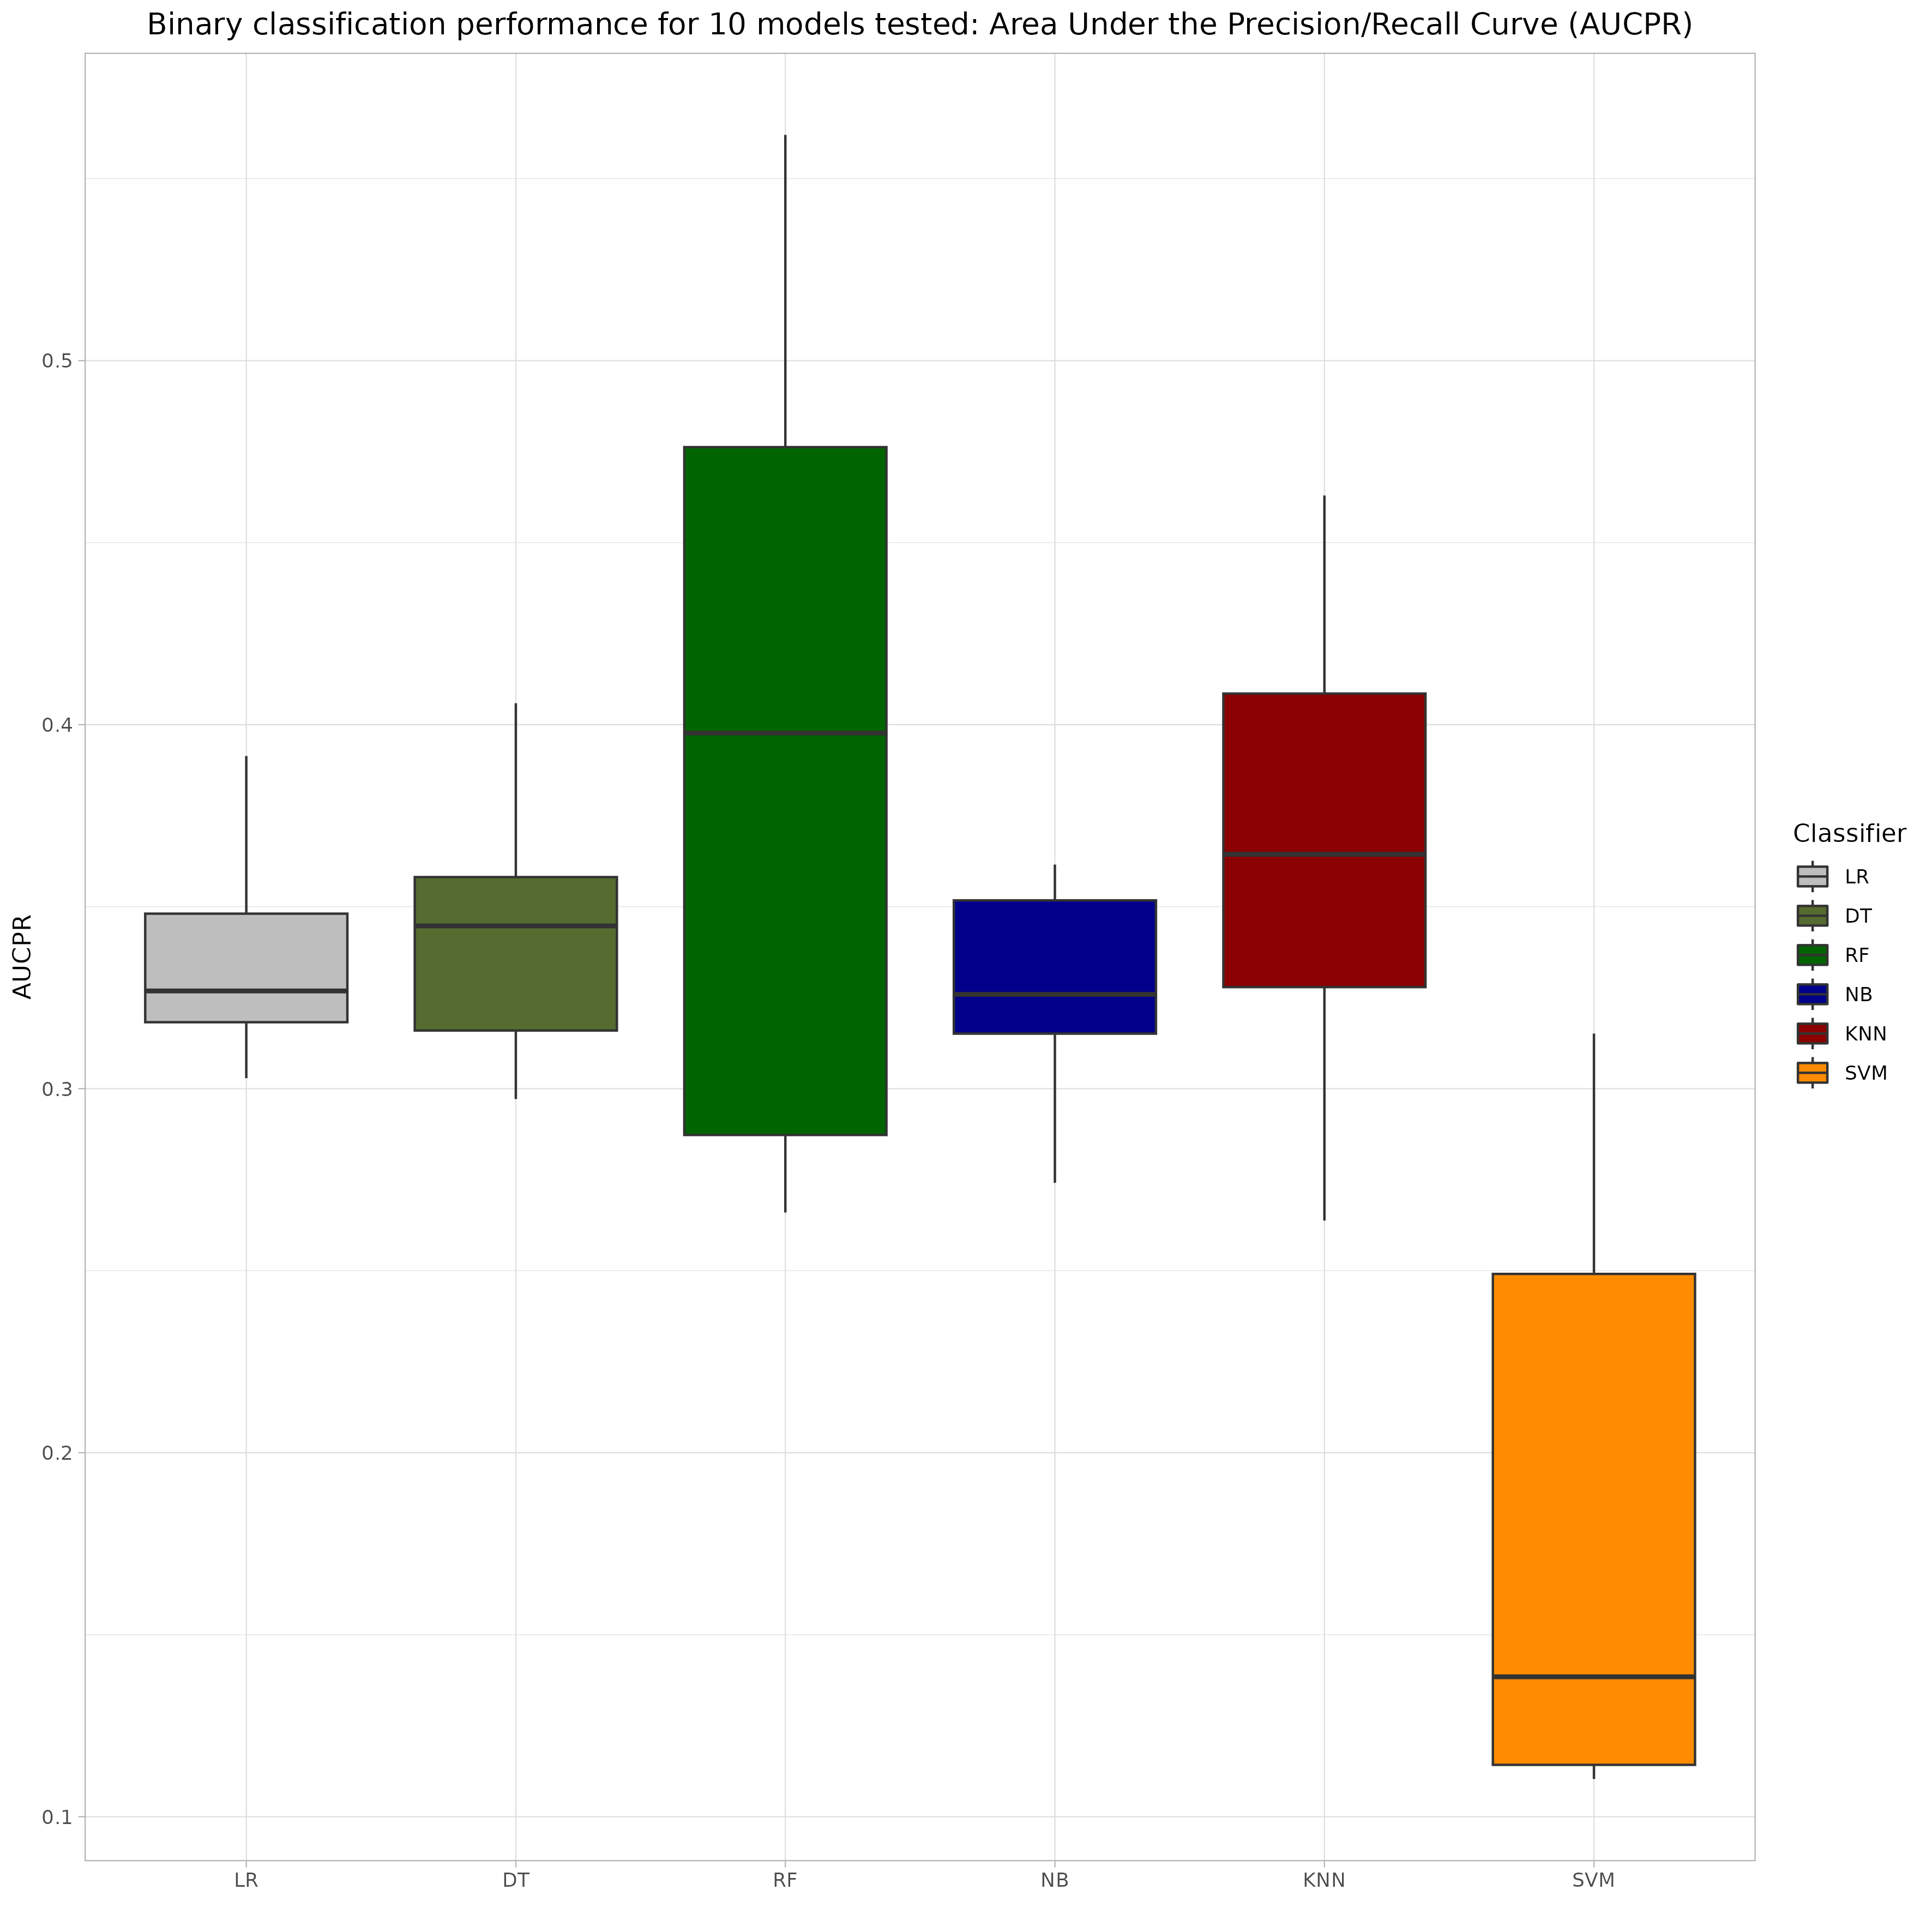 Binary classification performance for 10 models tested: Area Under the Precision/Recall Curve (AUCPR)
AUCPR
0.5
0.4
0.3
0.2
0.1
LR
DT
RF
NB
KNN
SVM
Classifier
LR
DT
RF
NB
KNN
SVM